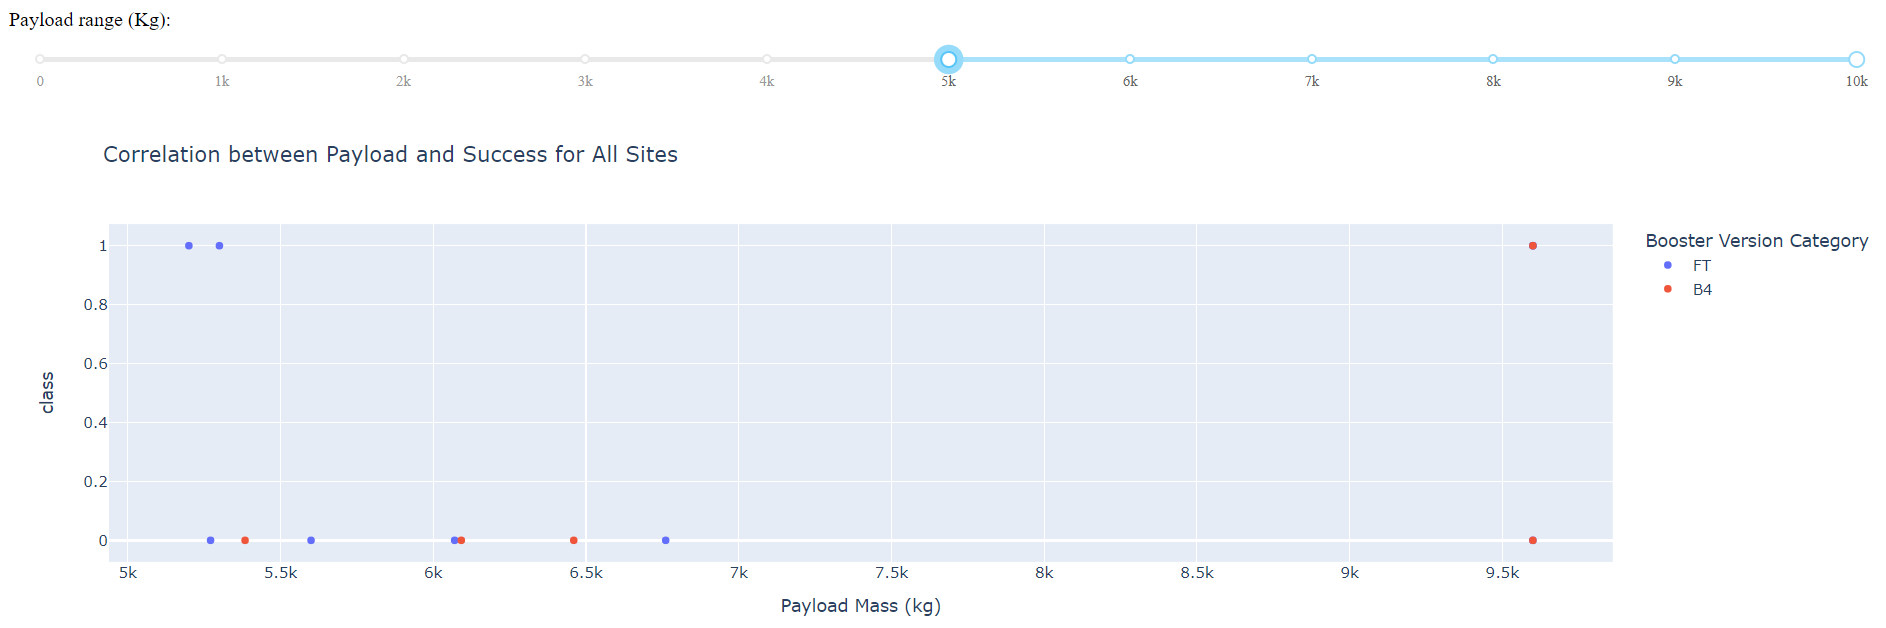 Payload range (Kg):
0 1k 2k 3k 4k 5k 6k 7k 8k 9k 10k
Correlation between Payload and Success for All Sites
Booster Version Category
FT
B4
1
0.8
0.6
0.4
0.2
0
class
5k 5.5k 6k 6.5k 7k 7.5k 8k 8.5k 9k 9.5k
Payload Mass (kg)